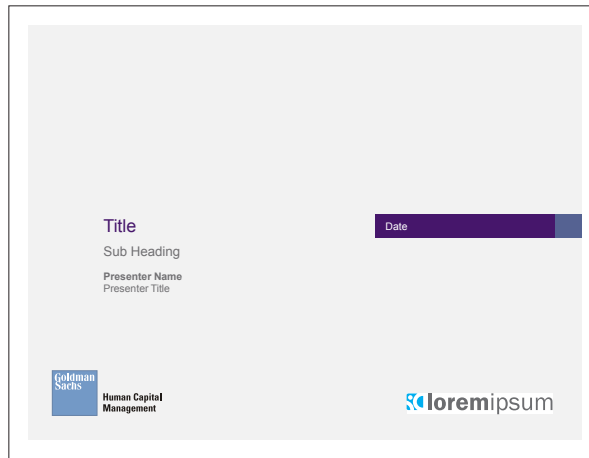 Title
Date
Sub Heading
Presenter Name
Presenter Title
Goldman
Sachs
Human Capital
Management
loremipsum